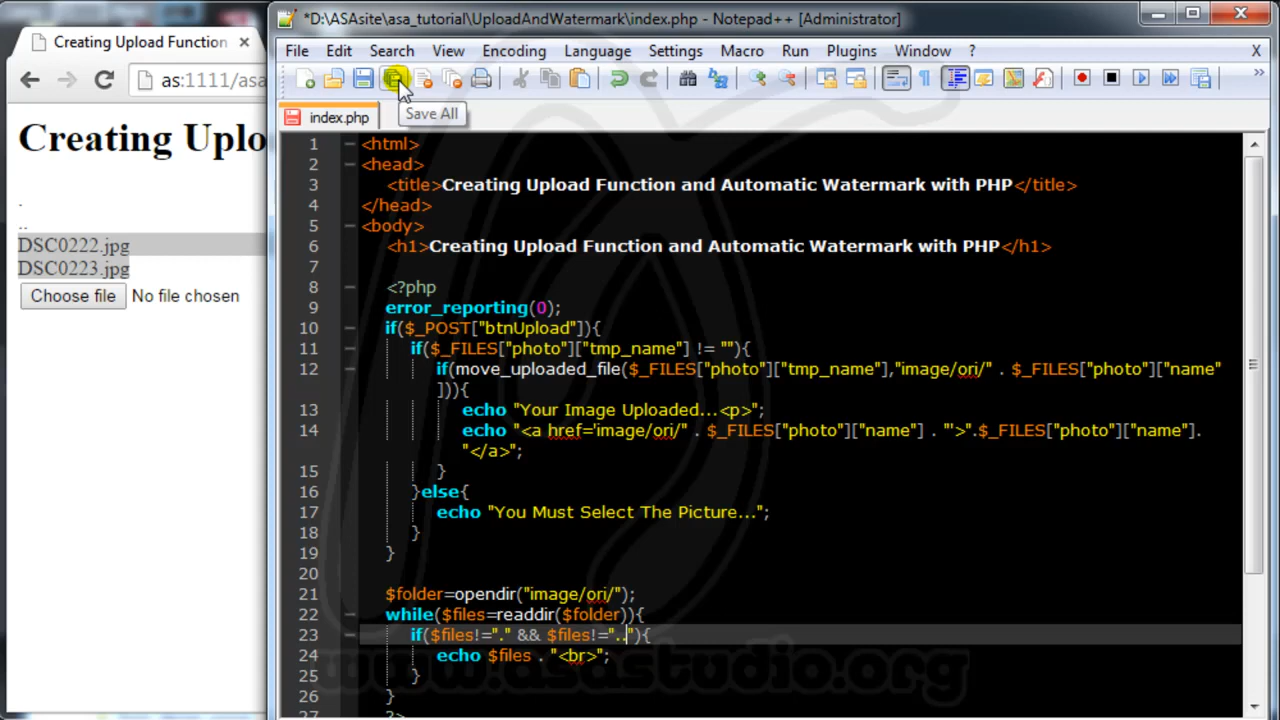 Creating Upload Function
*D:\ASAsite\asa_tutorial\UploadAndWatermark\index.php - Notepad++ [Administrator]
File Edit Search View Encoding Language Settings Macro Run Plugins Window ? X
as:1111/asa
Save All
index.php
Creating Uplo
.
..
DSC0222.jpg
DSC0223.jpg
Choose file No file chosen
1 <html>
2 <head>
3 <title>Creating Upload Function and Automatic Watermark with PHP</title>
4 </head>
5 <body>
6 <h1>Creating Upload Function and Automatic Watermark with PHP</h1>
7
8 <?php
9 error_reporting(0);
10 if($_POST["btnUpload"]){
11 if($_FILES["photo"]["tmp_name"] != ""){
12 if(move_uploaded_file($_FILES["photo"]["tmp_name"],"image/ori/" . $_FILES["photo"]["name"
])){
13 echo "Your Image Uploaded...<p>";
14 echo "<a href='image/ori/" . $_FILES["photo"]["name"] . "'>".$_FILES["photo"]["name"].
"</a>";
15 }
16 }else{
17 echo "You Must Select The Picture...";
18 }
19 }
20
21 $folder=opendir("image/ori/");
22 while($files=readdir($folder)){
23 if($files!="." && $files!=".."){
24 echo $files . "<br>";
25 }
26 }
27 ?>
www.asastudio.org